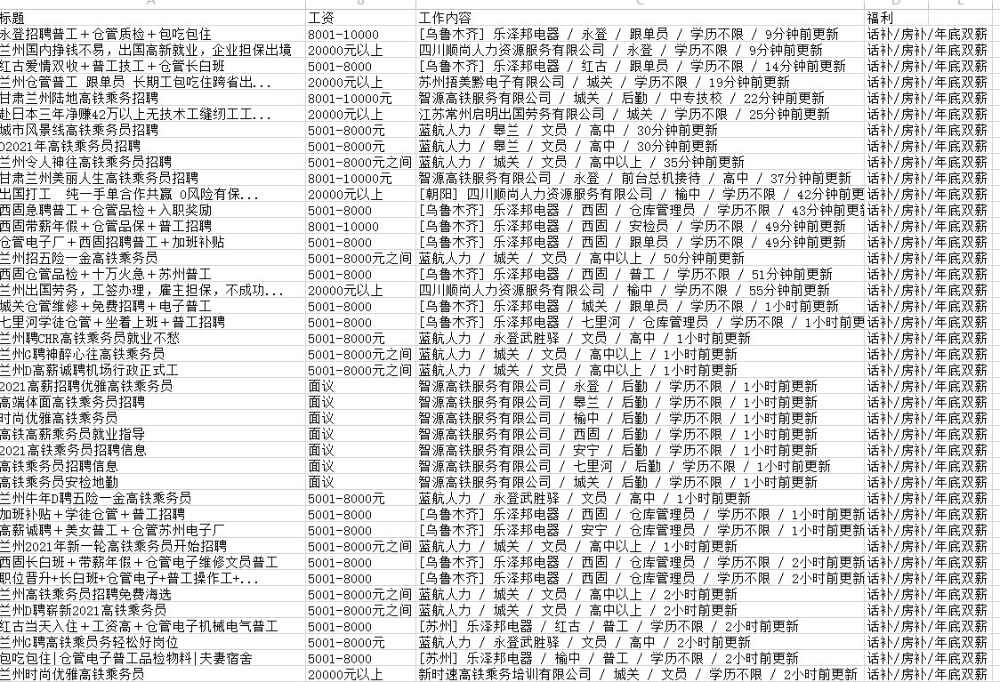 A B C D E
标题 工资 工作内容 福利
永登招聘普工＋仓管质检＋包吃包住 8001-10000 [乌鲁木齐] 乐泽邦电器 / 永登 / 跟单员 / 学历不限 / 9分钟前更新 话补/房补/年底双薪
兰州国内挣钱不易，出国高新就业，企业担保出境 20000元以上 四川顺尚人力资源服务有限公司 / 永登 / 学历不限 / 9分钟前更新 话补/房补/年底双薪
红古爱情双收＋普工技工＋仓管长白班 5001-8000 [乌鲁木齐] 乐泽邦电器 / 红古 / 跟单员 / 学历不限 / 14分钟前更新 话补/房补/年底双薪
兰州仓管普工 跟单员 长期工包吃住跨省出... 20000元以上 苏州捂美黔电子有限公司 / 城关 / 学历不限 / 19分钟前更新 话补/房补/年底双薪
甘肃兰州陆地高铁乘务招聘 8001-10000元 智源高铁服务有限公司 / 城关 / 后勤 / 中专技校 / 22分钟前更新 话补/房补/年底双薪
赴日本三年净赚42万以上无技术工缝纫工工... 20000元以上 江苏常州启明出国劳务有限公司 / 城关 / 学历不限 / 25分钟前更新 话补/房补/年底双薪
城市风景线高铁乘务员招聘 5001-8000元 蓝航人力 / 皋兰 / 文员 / 高中 / 30分钟前更新 话补/房补/年底双薪
D2021年高铁乘务员招聘 5001-8000元 蓝航人力 / 皋兰 / 文员 / 高中 / 30分钟前更新 话补/房补/年底双薪
兰州令人神往高铁乘务员招聘 5001-8000元之间 蓝航人力 / 城关 / 文员 / 高中以上 / 35分钟前更新 话补/房补/年底双薪
甘肃兰州美丽人生高铁乘务员招聘 8001-10000元 智源高铁服务有限公司 / 永登 / 前台总机接待 / 高中 / 37分钟前更新 话补/房补/年底双薪
出国打工 纯一手单合作共赢 0风险有保... 20000元以上 [朝阳] 四川顺尚人力资源服务有限公司 / 榆中 / 学历不限 / 42分钟前更 话补/房补/年底双薪
西固急聘普工＋仓管品检＋入职奖励 5001-8000 [乌鲁木齐] 乐泽邦电器 / 西固 / 仓库管理员 / 学历不限 / 43分钟前更新 话补/房补/年底双薪
西固带薪年假＋仓管品保＋普工招聘 8001-10000 [乌鲁木齐] 乐泽邦电器 / 西固 / 安检员 / 学历不限 / 49分钟前更新 话补/房补/年底双薪
仓管电子厂＋西固招聘普工＋加班补贴 5001-8000 [乌鲁木齐] 乐泽邦电器 / 西固 / 跟单员 / 学历不限 / 49分钟前更新 话补/房补/年底双薪
兰州招五险一金高铁乘务员 5001-8000元之间 蓝航人力 / 城关 / 文员 / 高中以上 / 50分钟前更新 话补/房补/年底双薪
西固仓管品检＋十万火急＋苏州普工 5001-8000 [乌鲁木齐] 乐泽邦电器 / 西固 / 普工 / 学历不限 / 51分钟前更新 话补/房补/年底双薪
兰州出国劳务，工签办理，雇主担保，不成功... 20000元以上 四川顺尚人力资源服务有限公司 / 榆中 / 学历不限 / 55分钟前更新 话补/房补/年底双薪
城关仓管维修＋免费招聘＋电子普工 5001-8000 [乌鲁木齐] 乐泽邦电器 / 城关 / 跟单员 / 学历不限 / 1小时前更新 话补/房补/年底双薪
七里河学徒仓管＋坐着上班＋普工招聘 5001-8000 [乌鲁木齐] 乐泽邦电器 / 七里河 / 仓库管理员 / 学历不限 / 1小时前更 话补/房补/年底双薪
兰州聘CHR高铁乘务员就业不愁 5001-8000元 蓝航人力 / 永登武胜驿 / 文员 / 高中 / 1小时前更新 话补/房补/年底双薪
兰州G聘神醉心往高铁乘务员 5001-8000元之间 蓝航人力 / 城关 / 文员 / 高中以上 / 1小时前更新 话补/房补/年底双薪
兰州D高薪诚聘机场行政正式工 5001-8000元之间 蓝航人力 / 城关 / 文员 / 高中以上 / 1小时前更新 话补/房补/年底双薪
2021高薪招聘优雅高铁乘务员 面议 智源高铁服务有限公司 / 永登 / 后勤 / 学历不限 / 1小时前更新 话补/房补/年底双薪
高端体面高铁乘务员招聘 面议 智源高铁服务有限公司 / 皋兰 / 后勤 / 学历不限 / 1小时前更新 话补/房补/年底双薪
时尚优雅高铁乘务员 面议 智源高铁服务有限公司 / 榆中 / 后勤 / 学历不限 / 1小时前更新 话补/房补/年底双薪
高铁高薪乘务员就业指导 面议 智源高铁服务有限公司 / 西固 / 后勤 / 学历不限 / 1小时前更新 话补/房补/年底双薪
2021高铁乘务员招聘信息 面议 智源高铁服务有限公司 / 安宁 / 后勤 / 学历不限 / 1小时前更新 话补/房补/年底双薪
高铁乘务员招聘信息 面议 智源高铁服务有限公司 / 七里河 / 后勤 / 学历不限 / 1小时前更新 话补/房补/年底双薪
高铁乘务员安检地勤 面议 智源高铁服务有限公司 / 城关 / 后勤 / 学历不限 / 1小时前更新 话补/房补/年底双薪
兰州牛年D聘五险一金高铁乘务员 5001-8000元 蓝航人力 / 永登武胜驿 / 文员 / 高中 / 1小时前更新 话补/房补/年底双薪
加班补贴＋学徒仓管＋普工招聘 5001-8000 [乌鲁木齐] 乐泽邦电器 / 西固 / 仓库管理员 / 学历不限 / 1小时前更新 话补/房补/年底双薪
高薪诚聘＋美女普工＋仓管苏州电子厂 5001-8000 [乌鲁木齐] 乐泽邦电器 / 安宁 / 仓库管理员 / 学历不限 / 1小时前更新 话补/房补/年底双薪
兰州2021年新一轮高铁乘务员开始招聘 5001-8000元之间 蓝航人力 / 城关 / 文员 / 高中以上 / 1小时前更新 话补/房补/年底双薪
西固长白班＋带薪年假＋仓管电子维修文员普工 5001-8000 [乌鲁木齐] 乐泽邦电器 / 西固 / 仓库管理员 / 学历不限 / 2小时前更新 话补/房补/年底双薪
职位晋升+长白班+仓管电子+普工操作工+... 5001-8000 [乌鲁木齐] 乐泽邦电器 / 西固 / 仓库管理员 / 学历不限 / 2小时前更新 话补/房补/年底双薪
兰州高铁乘务员招聘免费海选 5001-8000元之间 蓝航人力 / 城关 / 文员 / 高中以上 / 2小时前更新 话补/房补/年底双薪
兰州D聘崭新2021高铁乘务员 5001-8000元之间 蓝航人力 / 城关 / 文员 / 高中以上 / 2小时前更新 话补/房补/年底双薪
红古当天入住＋工资高＋仓管电子机械电气普工 5001-8000 [苏州] 乐泽邦电器 / 红古 / 普工 / 学历不限 / 2小时前更新 话补/房补/年底双薪
兰州G聘高铁乘员务轻松好岗位 5001-8000元 蓝航人力 / 永登武胜驿 / 文员 / 高中 / 2小时前更新 话补/房补/年底双薪
包吃包住|仓管电子普工品检物料|夫妻宿舍 5001-8000 [苏州] 乐泽邦电器 / 榆中 / 普工 / 学历不限 / 2小时前更新 话补/房补/年底双薪
兰州时尚优雅高铁乘务员 20000元以上 新时速高铁乘务培训有限公司 / 城关 / 文员 / 高中 / 2小时前更新 话补/房补/年底双薪